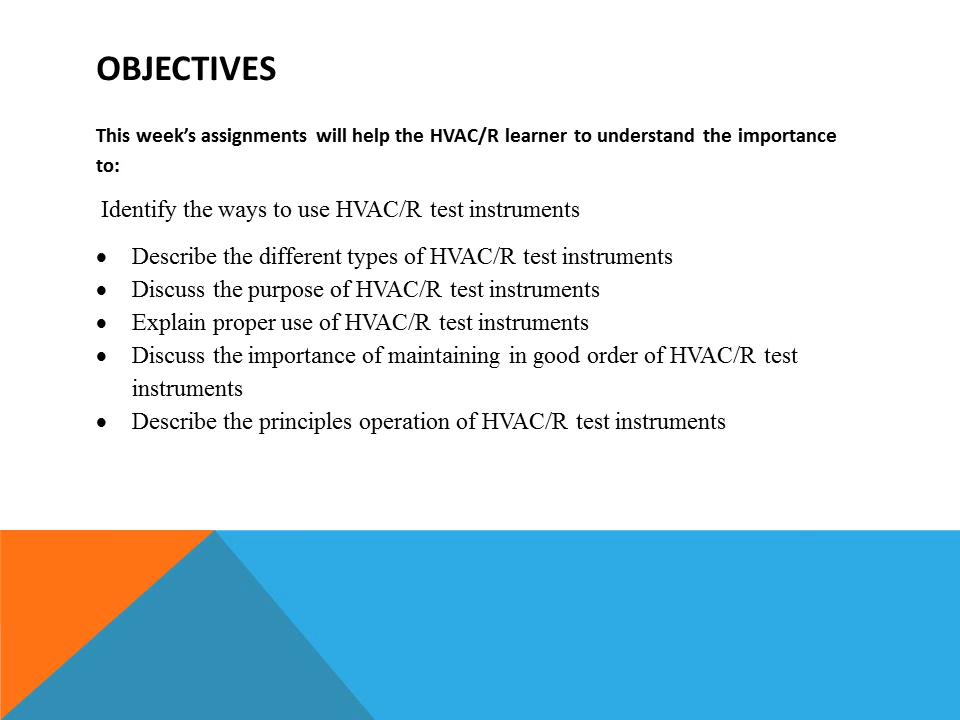 OBJECTIVES
This week’s assignments will help the HVAC/R learner to understand the importance
to:
Identify the ways to use HVAC/R test instruments
• Describe the different types of HVAC/R test instruments
• Discuss the purpose of HVAC/R test instruments
• Explain proper use of HVAC/R test instruments
• Discuss the importance of maintaining in good order of HVAC/R test
instruments
• Describe the principles operation of HVAC/R test instruments